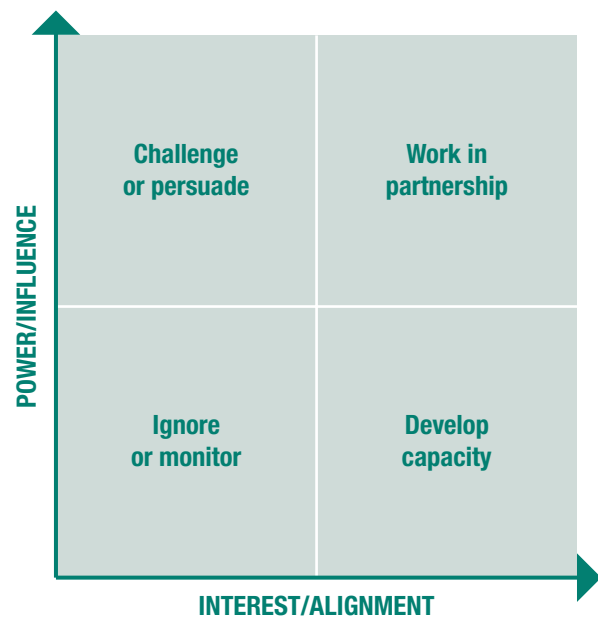 POWER/INFLUENCE
Challenge
or persuade
Work in
partnership
Ignore
or monitor
Develop
capacity
INTEREST/ALIGNMENT